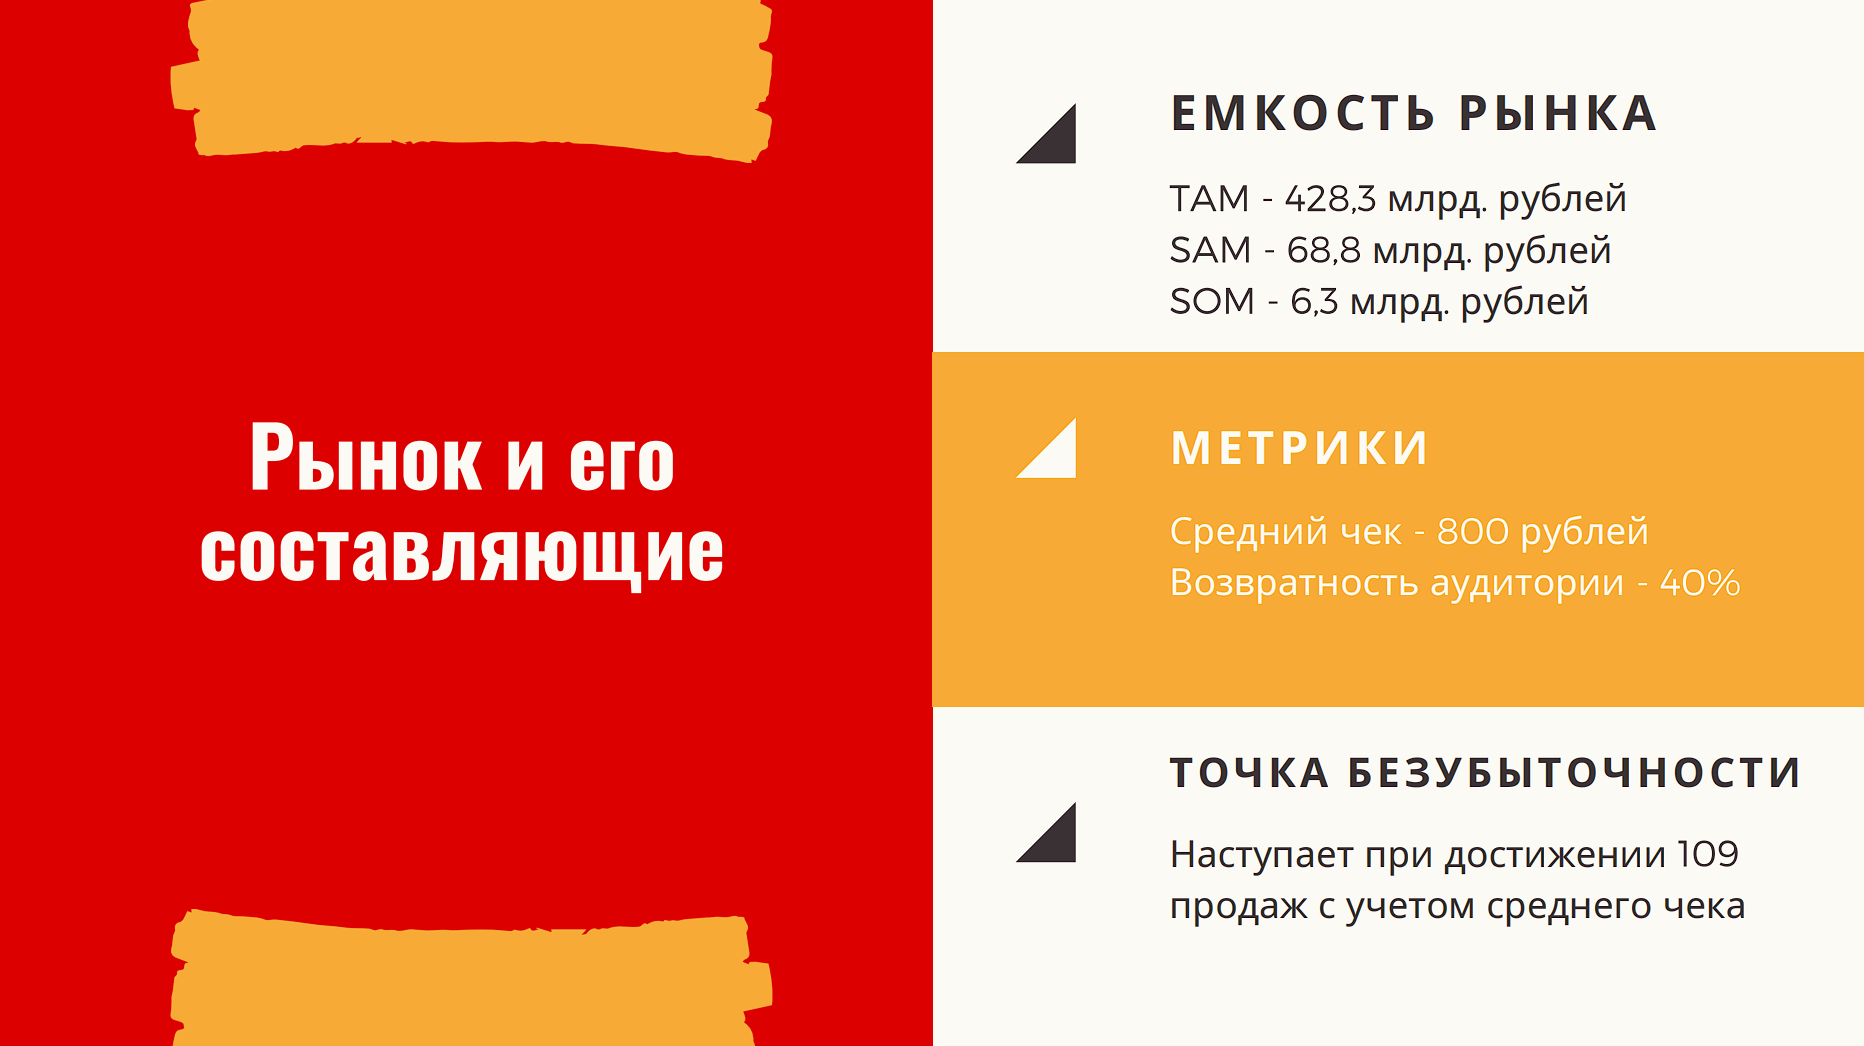 Рынок и его
составляющие
ЕМКОСТЬ РЫНКА
TAM - 428,3 млрд. рублей
SAM - 68,8 млрд. рублей
SOM - 6,3 млрд. рублей
МЕТРИКИ
Средний чек - 800 рублей
Возвратность аудитории - 40%
ТОЧКА БЕЗУБЫТОЧНОСТИ
Наступает при достижении 109
продаж с учетом среднего чека